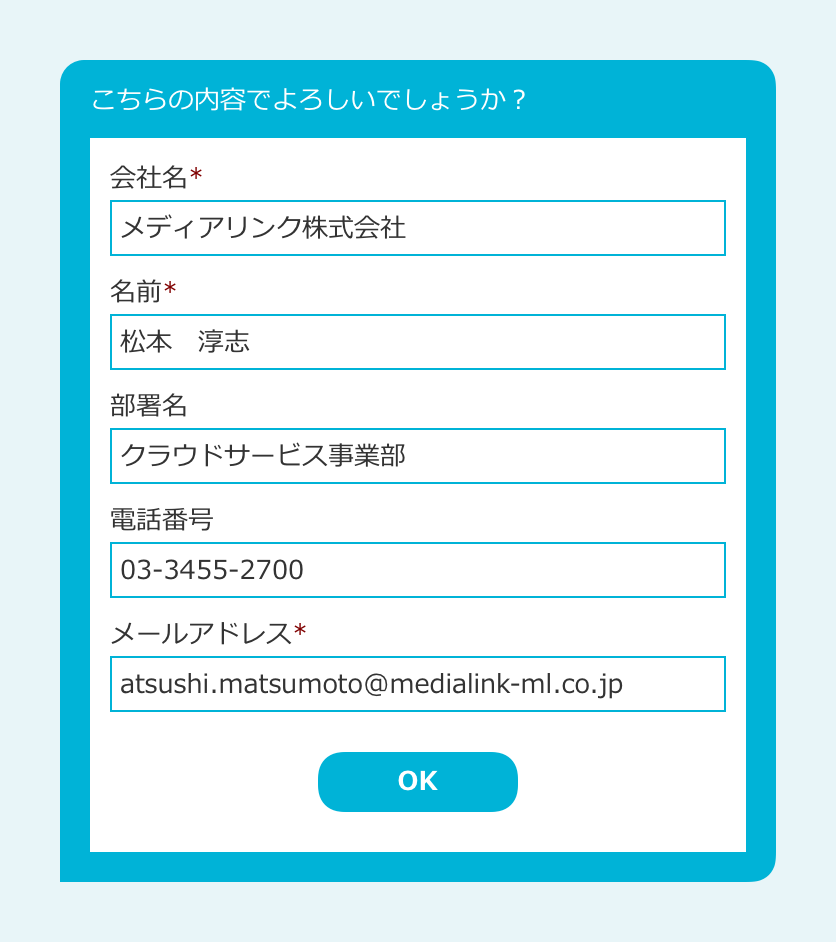 こちらの内容でよろしいでしょうか？
会社名*
メディアリンク株式会社
名前*
松本　淳志
部署名
クラウドサービス事業部
電話番号
03-3455-2700
メールアドレス*
atsushi.matsumoto@medialink-ml.co.jp
OK